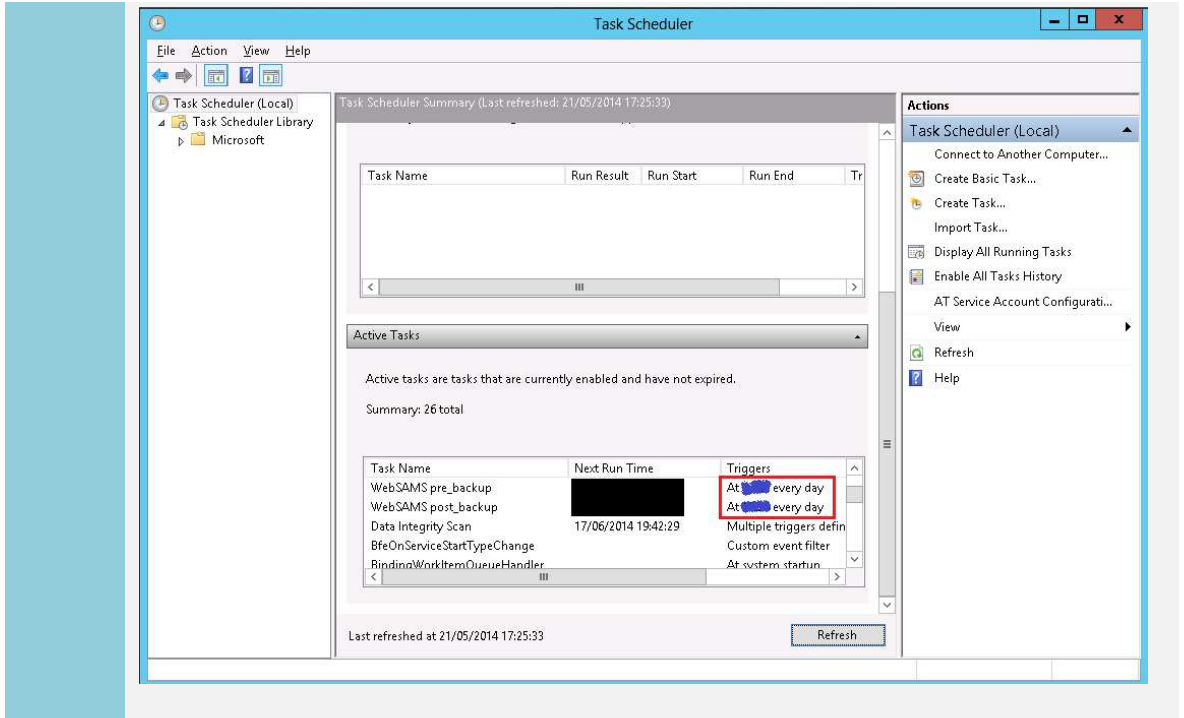 Task Scheduler
File Action View Help
Task Scheduler (Local)
Task Scheduler Library
Microsoft
Task Scheduler Summary (Last refreshed: 21/05/2014 17:25:33)
Task Name Run Result Run Start Run End Tr
Active Tasks
Active tasks are tasks that are currently enabled and have not expired.
Summary: 26 total
Task Name Next Run Time Triggers
WebSAMS pre_backup At every day
WebSAMS post_backup At every day
Data Integrity Scan 17/06/2014 19:42:29 Multiple triggers defin
BfeOnServiceStartTypeChange Custom event filter
BindingWorkItemQueueHandler At system startup
Last refreshed at 21/05/2014 17:25:33
Refresh
Actions
Task Scheduler (Local)
Connect to Another Computer...
Create Basic Task...
Create Task...
Import Task...
Display All Running Tasks
Enable All Tasks History
AT Service Account Configurati...
View
Refresh
Help